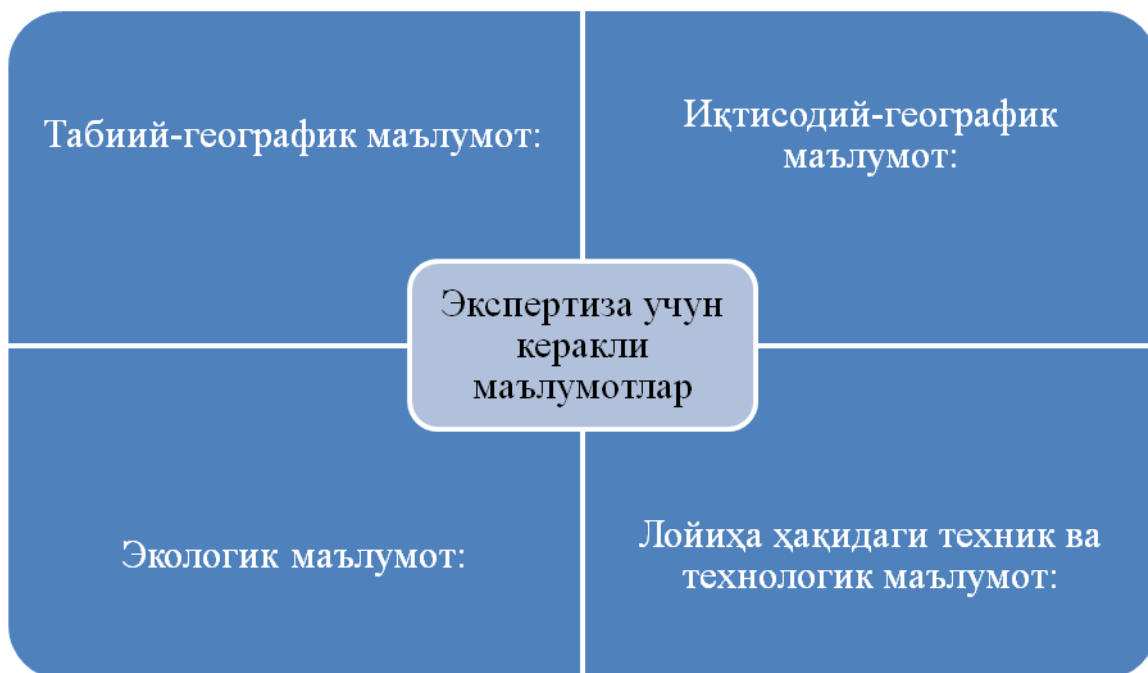 Табиий-географик маълумот:
Иқтисодий-географик
маълумот:
Экспертиза учун
керакли
маълумотлар
Экологик маълумот:
Лойиҳа ҳақидаги техник ва
технологик маълумот: